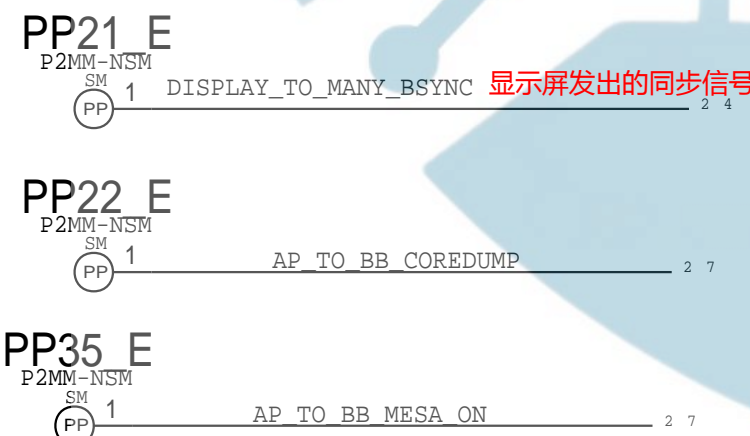 PP21_E
P2MM-NSM
SM
PP 1 DISPLAY_TO_MANY_BSYNC 显示屏发出的同步信号 2 4
PP22_E
P2MM-NSM
SM
PP 1 AP_TO_BB_COREDUMP 2 7
PP35_E
P2MM-NSM
SM
PP 1 AP_TO_BB_MESA_ON 2 7